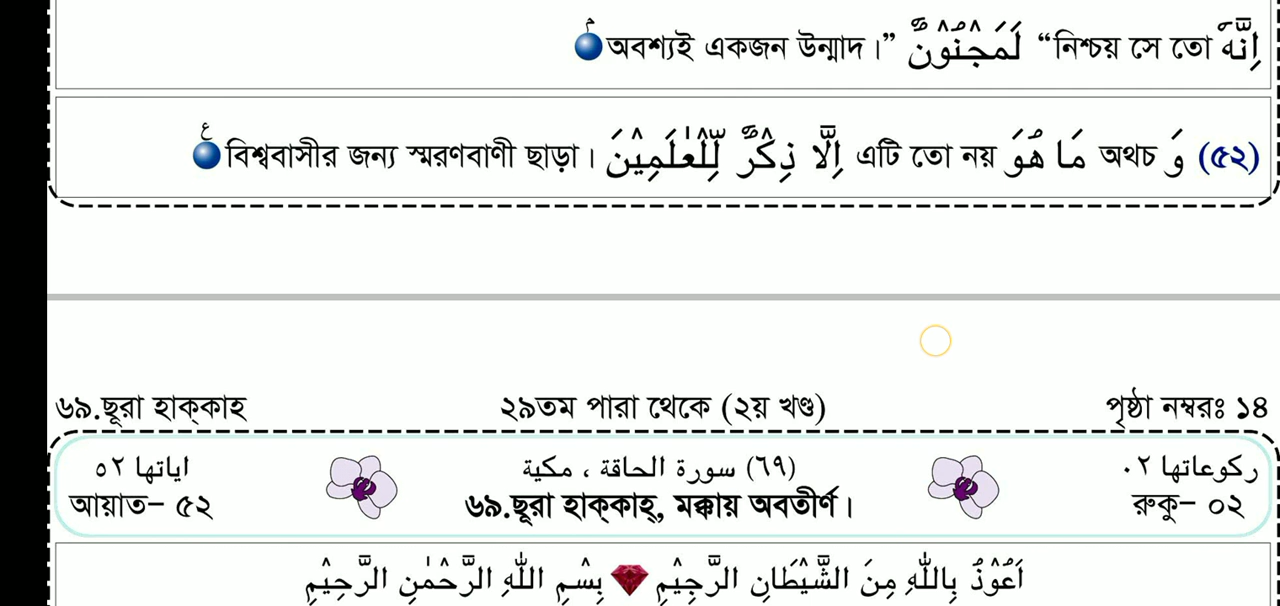 اِنَّهٗ “নিশ্চয় সে তো لَمَجْنُوْنٌ অবশ্যই একজন উন্মাদ।” ۘ
(৫২) وَ অথচ مَا هُوَ এটি তো নয় اِلَّا ذِكْرٌ لِّلْعٰلَمِيْنَ বিশ্ববাসীর জন্য স্মরণবাণী ছাড়া। ع
৬৯.ছূরা হাক্কাহ ২৯তম পারা থেকে (২য় খণ্ড) পৃষ্ঠা নম্বরঃ ১৪
ركوعاتها ٠٢ (٦٩) سورة الحاقة ، مكية اياتها ٥٢
আয়াত– ৫২ ৬৯.ছূরা হাক্কাহ্, মক্কায় অবতীর্ণ। রুকু– ০২
اَعُوْذُ بِاللّٰهِ مِنَ الشَّيْطَانِ الرَّجِيْمِ بِسْمِ اللّٰهِ الرَّحْمٰنِ الرَّحِيْمِ